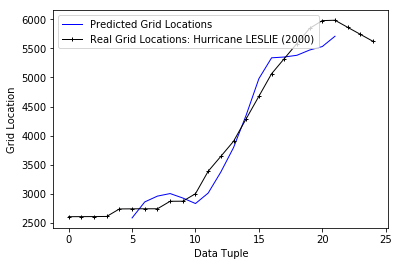 Predicted Grid Locations
Real Grid Locations: Hurricane LESLIE (2000)
6000
5500
5000
4500
4000
3500
3000
2500
Grid Location
0 5 10 15 20 25
Data Tuple